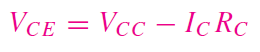 V_CE = V_CC − I_C R_C